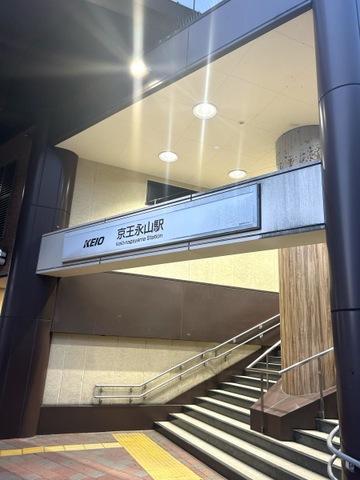 KEIO 京王永山駅
Keio-nagayama Station